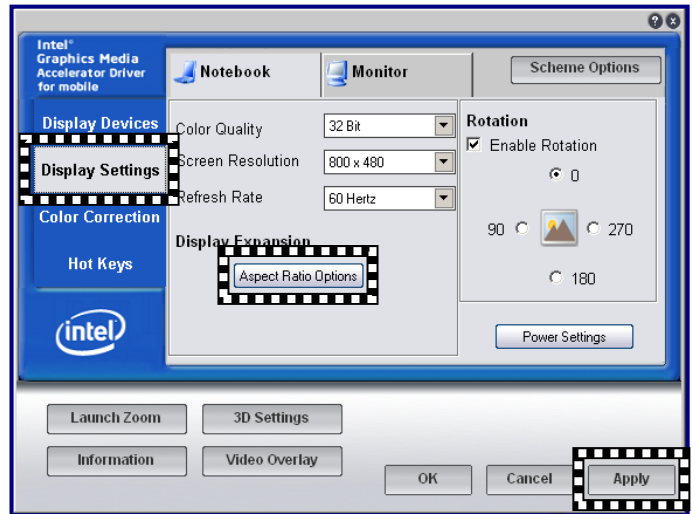 Intel®
Graphics Media
Accelerator Driver
for mobile
Notebook
Monitor
Scheme Options
Display Devices
Display Settings
Color Correction
Hot Keys
intel
Color Quality
32 Bit
Screen Resolution
800 x 480
Refresh Rate
60 Hertz
Display Expansion
Aspect Ratio Options
Rotation
Enable Rotation
0
90
270
180
Power Settings
Launch Zoom
3D Settings
Information
Video Overlay
OK
Cancel
Apply